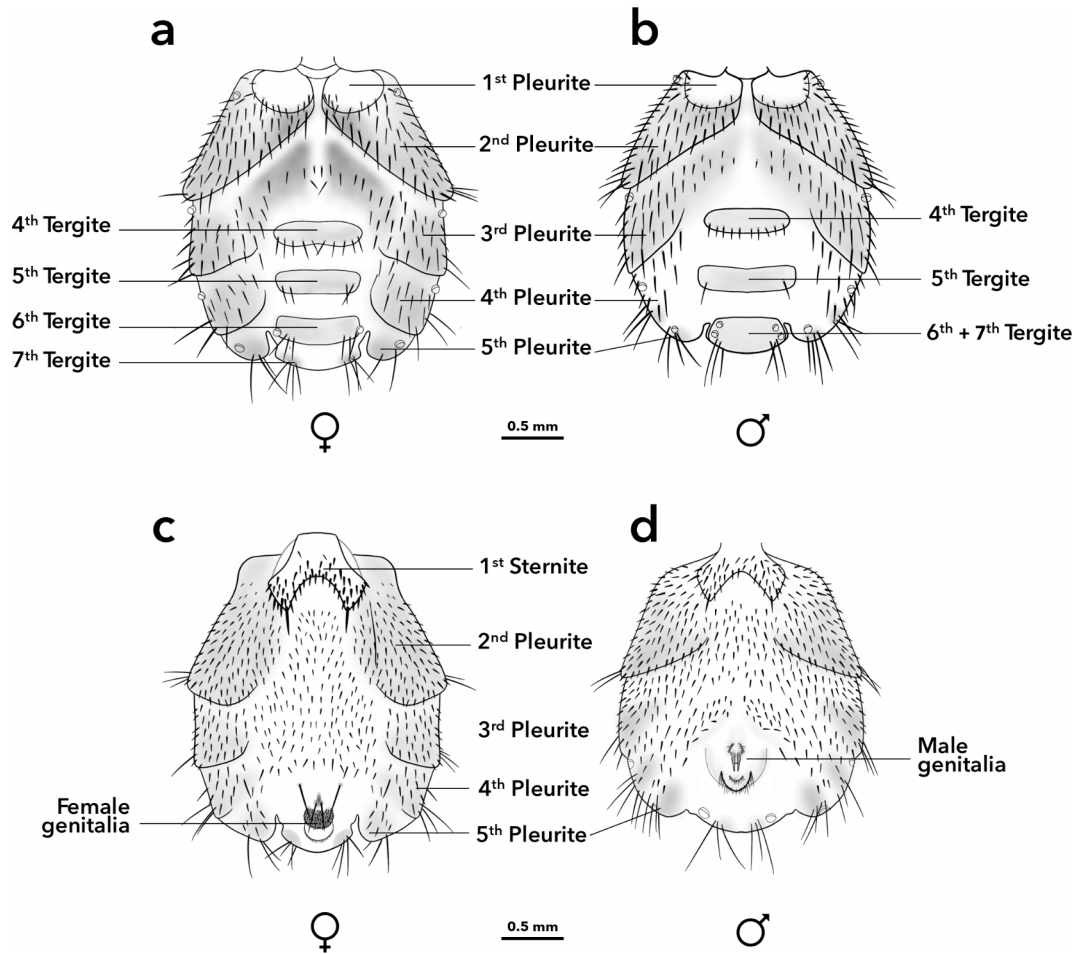 a
b
1st Pleurite
2nd Pleurite
4th Tergite
4th Tergite
3rd Pleurite
5th Tergite
5th Tergite
4th Pleurite
6th Tergite
6th + 7th Tergite
5th Pleurite
7th Tergite
♀
0.5 mm
♂
c
d
1st Sternite
2nd Pleurite
3rd Pleurite
Male
genitalia
4th Pleurite
Female
genitalia
5th Pleurite
♀
0.5 mm
♂